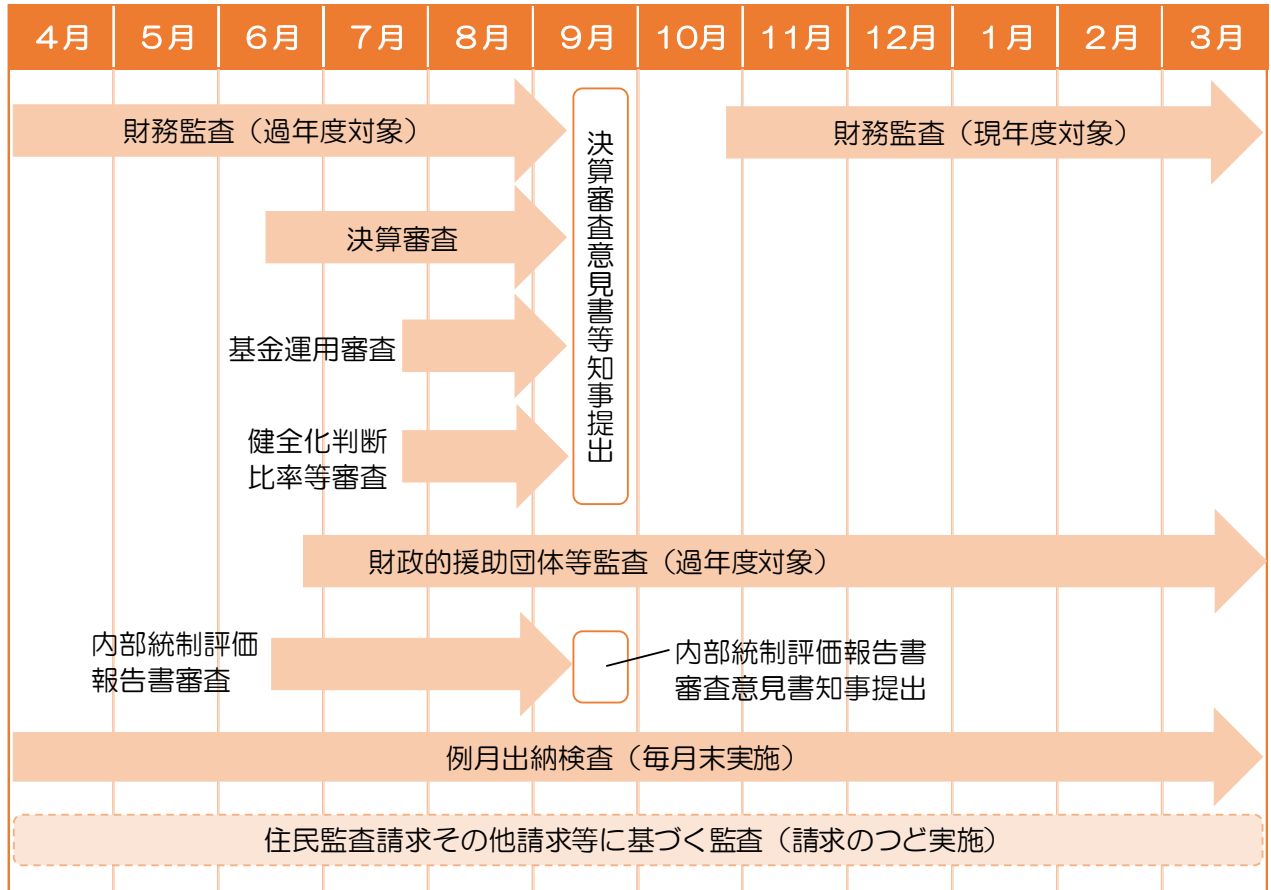 4月 5月 6月 7月 8月 9月 10月 11月 12月 1月 2月 3月
財務監査（過年度対象）
財務監査（現年度対象）
決算審査
決算審査意見書等知事提出
基金運用審査
健全化判断
比率等審査
財政的援助団体等監査（過年度対象）
内部統制評価
報告書審査
内部統制評価報告書
審査意見書知事提出
例月出納検査（毎月末実施）
住民監査請求その他請求等に基づく監査（請求のつど実施）